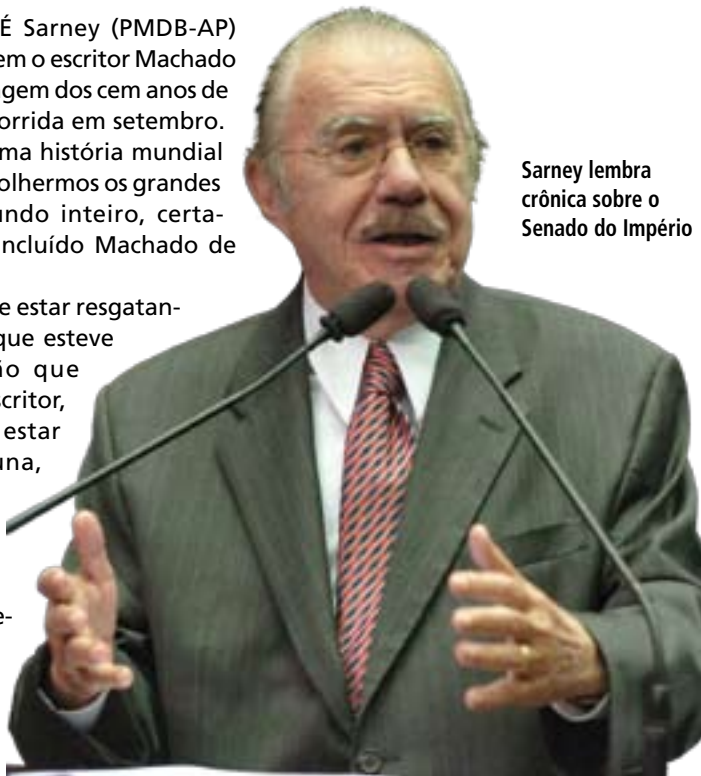 É Sarney (PMDB-AP)
em o escritor Machado
gem dos cem anos de
orrida em setembro.
ma história mundial
olhermos os grandes
undo inteiro, certa-
ncluído Machado de
e estar resgatan-
que esteve
ão que
scritor,
estar
una,
e-
Sarney lembra
crônica sobre o
Senado do Império